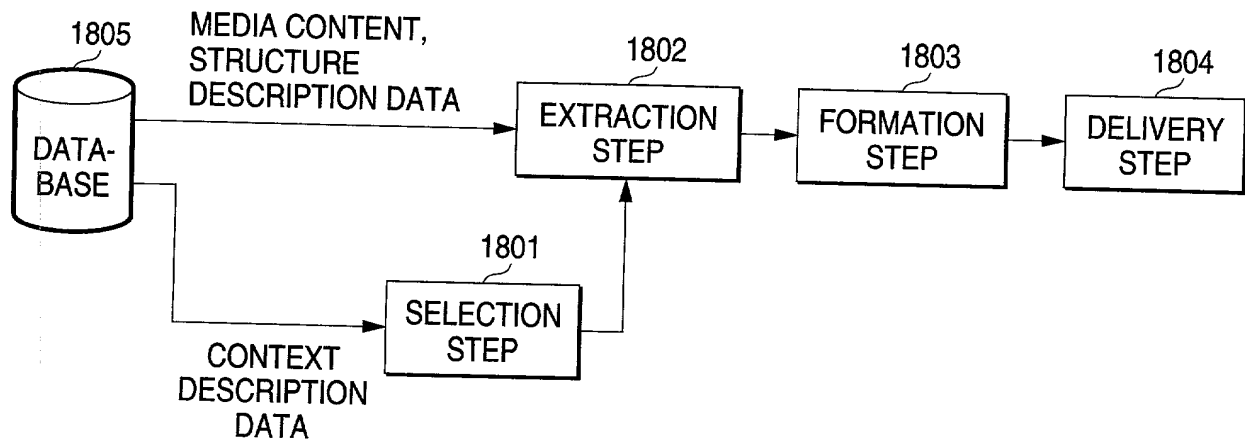 1805
MEDIA CONTENT,
STRUCTURE
DESCRIPTION DATA
1802
1803
1804
DATA-
BASE
EXTRACTION
STEP
FORMATION
STEP
DELIVERY
STEP
1801
SELECTION
STEP
CONTEXT
DESCRIPTION
DATA